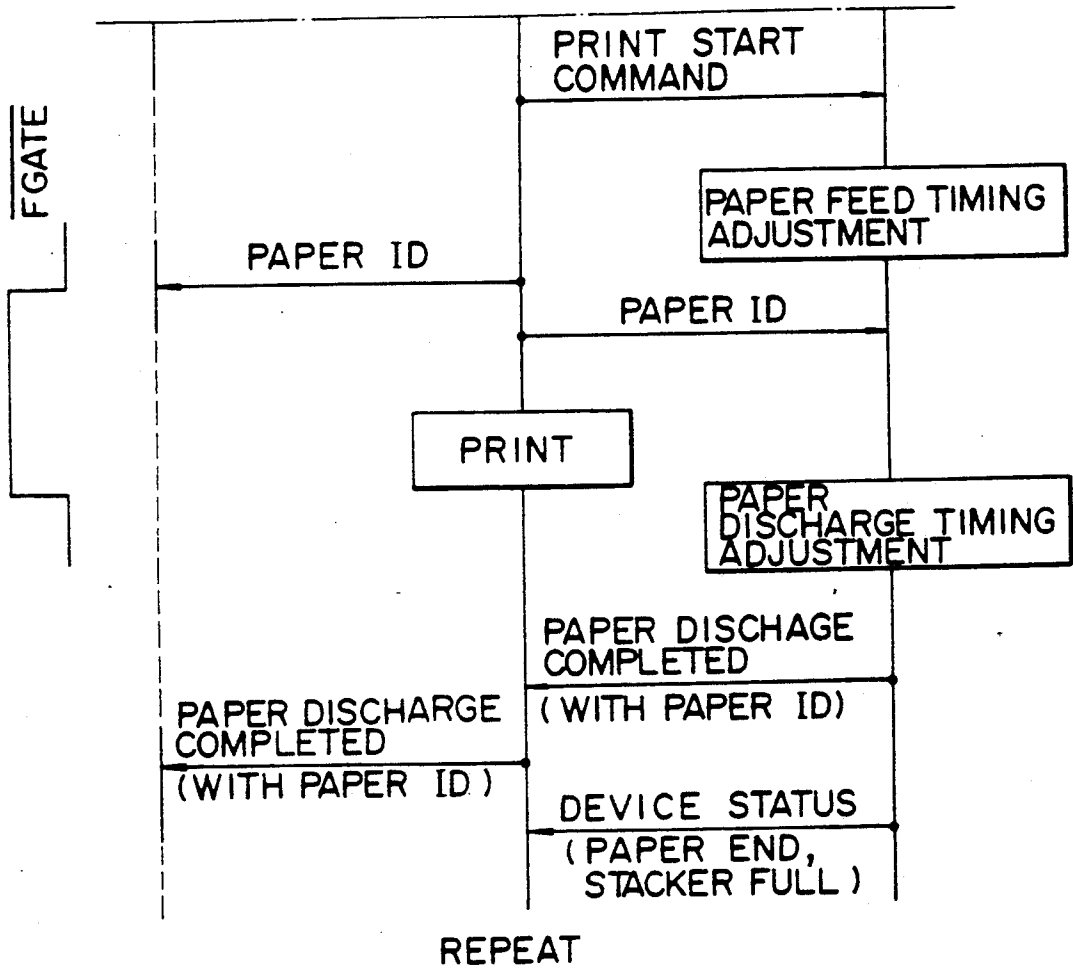 PRINT START
COMMAND
FGATE
PAPER FEED TIMING
ADJUSTMENT
PAPER ID
PAPER ID
PRINT
PAPER
DISCHARGE TIMING
ADJUSTMENT
PAPER DISCHAGE
COMPLETED
(WITH PAPER ID)
PAPER DISCHARGE
COMPLETED
(WITH PAPER ID)
DEVICE STATUS
(PAPER END,
STACKER FULL)
REPEAT